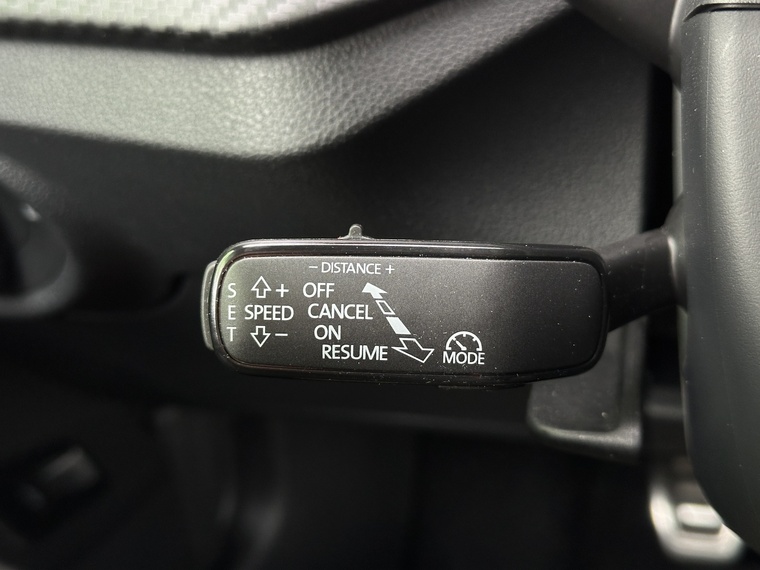 − DISTANCE +
S + OFF
E SPEED CANCEL
T − ON
RESUME MODE